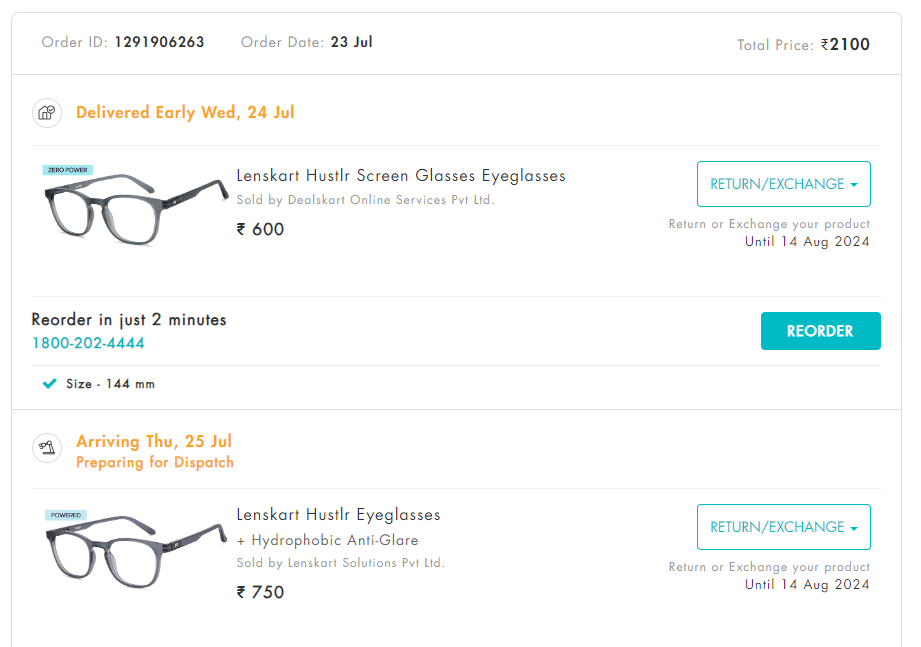 Order ID: 1291906263 Order Date: 23 Jul Total Price: ₹2100
Delivered Early Wed, 24 Jul
ZERO POWER
Lenskart Hustlr Screen Glasses Eyeglasses
Sold by Dealskart Online Services Pvt Ltd.
₹ 600
RETURN/EXCHANGE
Return or Exchange your product
Until 14 Aug 2024
Reorder in just 2 minutes
1800-202-4444
REORDER
Size - 144 mm
Arriving Thu, 25 Jul
Preparing for Dispatch
POWERED
Lenskart Hustlr Eyeglasses
+ Hydrophobic Anti-Glare
Sold by Lenskart Solutions Pvt Ltd.
₹ 750
RETURN/EXCHANGE
Return or Exchange your product
Until 14 Aug 2024